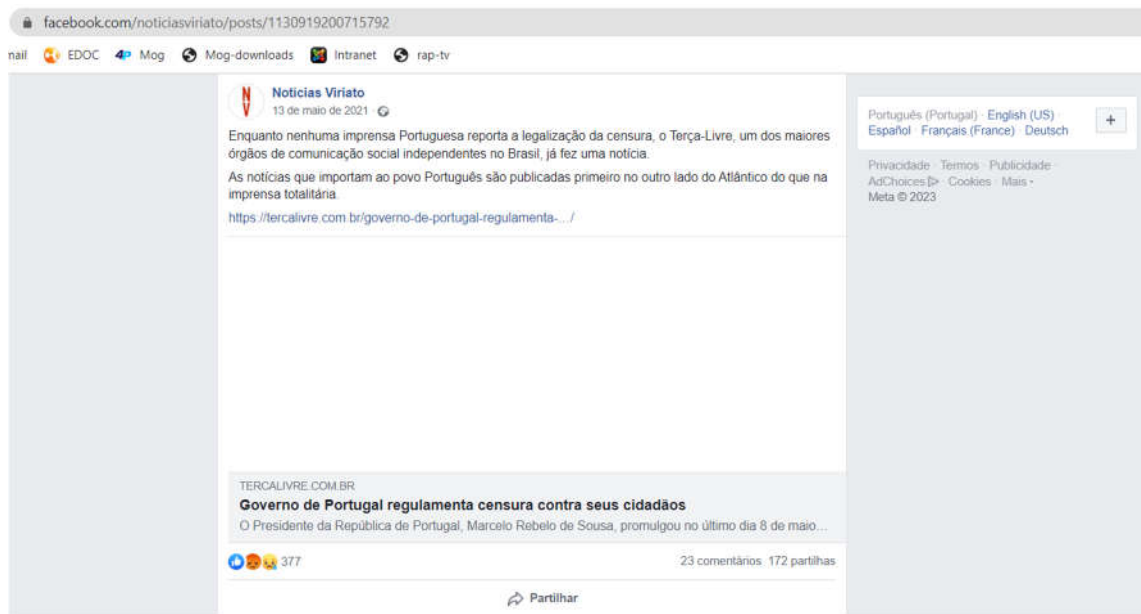 facebook.com/noticiasviriato/posts/1130919200715792
nail EDOC 4P Mog Mog-downloads Intranet rap-tv
NV
Noticias Viriato
13 de maio de 2021 ·
Enquanto nenhuma imprensa Portuguesa reporta a legalização da censura, o Terça-Livre, um dos maiores
órgãos de comunicação social independentes no Brasil, já fez uma notícia.
As notícias que importam ao povo Português são publicadas primeiro no outro lado do Atlântico do que na
imprensa totalitária.
https://tercalivre.com.br/governo-de-portugal-regulamenta-…/
TERCALIVRE.COM.BR
Governo de Portugal regulamenta censura contra seus cidadãos
O Presidente da República de Portugal, Marcelo Rebelo de Sousa, promulgou no último dia 8 de maio...
377
23 comentários 172 partilhas
Partilhar
Português (Portugal) · English (US) ·
Español · Français (France) · Deutsch
+
Privacidade · Termos · Publicidade ·
AdChoices · Cookies · Mais ·
Meta © 2023